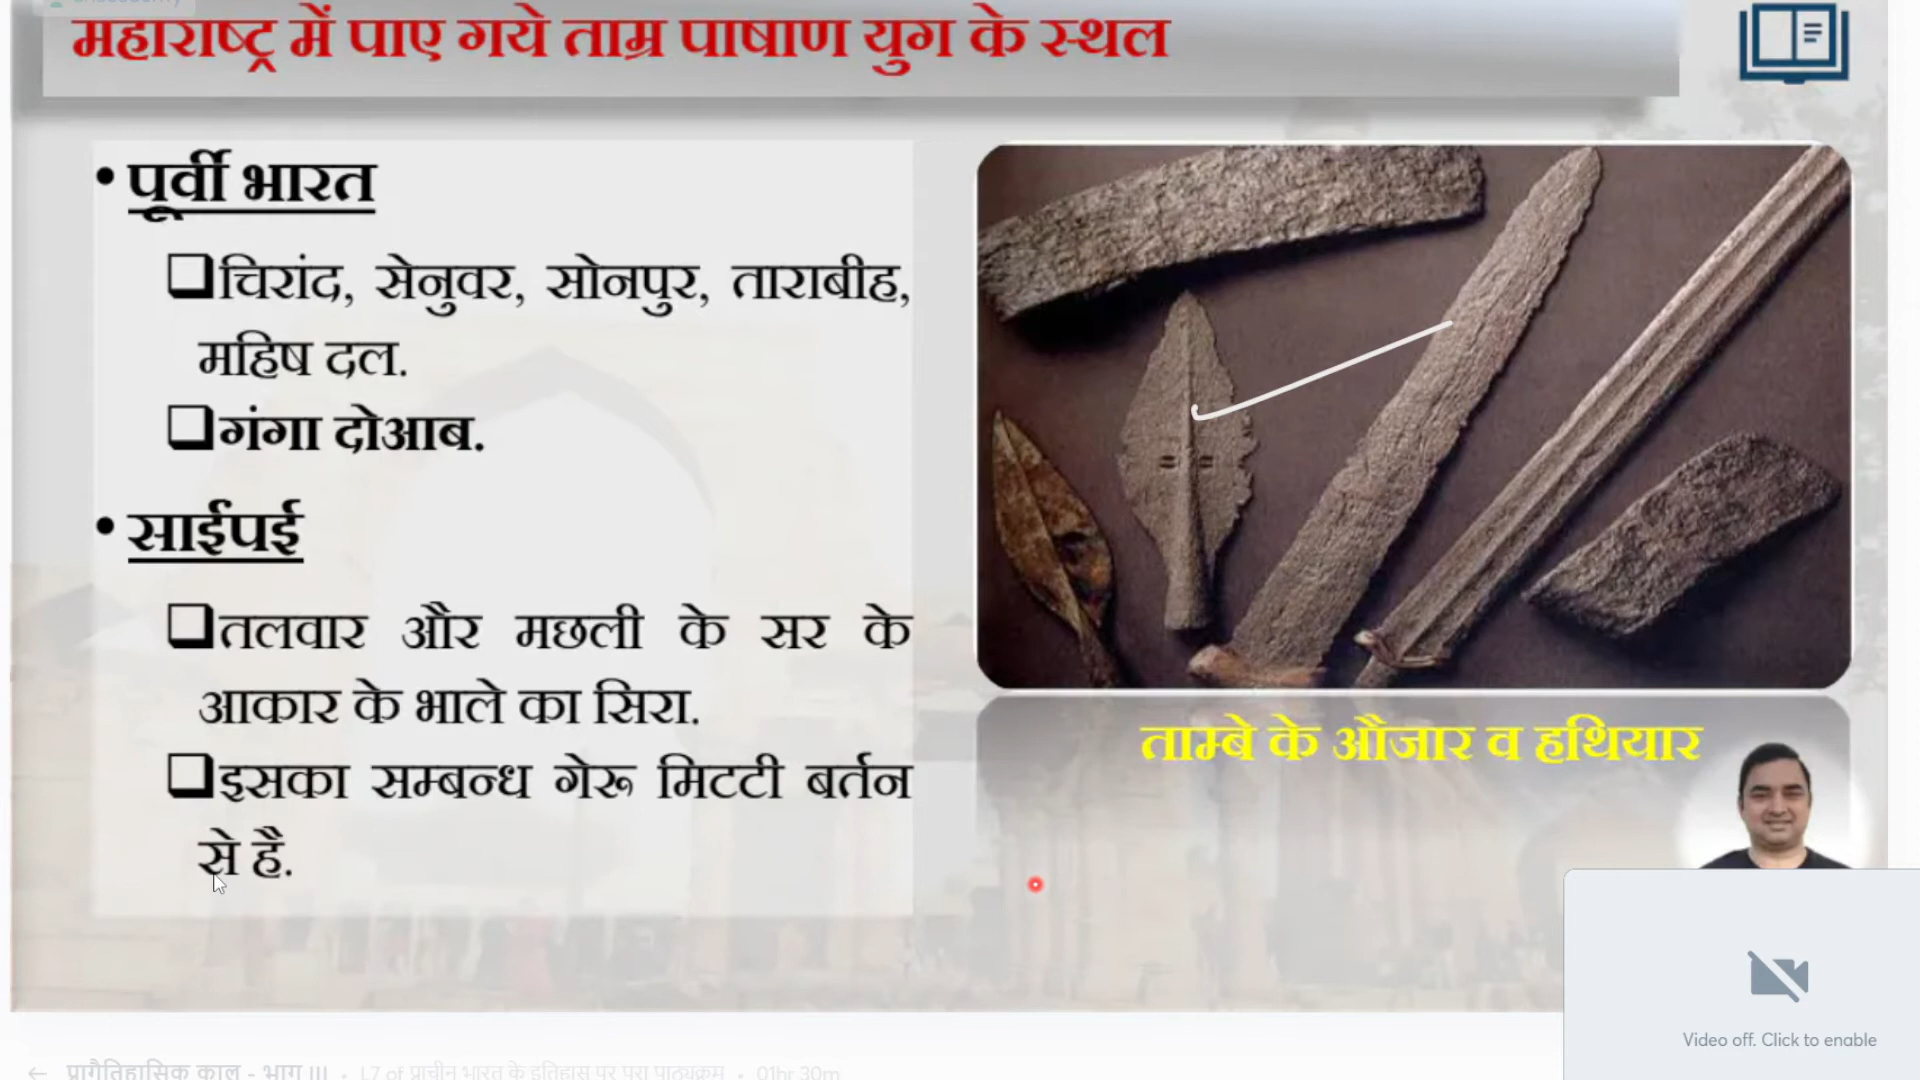 महाराष्ट्र में पाए गये ताम्र पाषाण युग के स्थल
• पूर्वी भारत
❑चिरांद, सेनुवर, सोनपुर, ताराबीह,
महिष दल.
❑गंगा दोआब.
• साईपई
❑तलवार और मछली के सर के
आकार के भाले का सिरा.
❑इसका सम्बन्ध गेरू मिटटी बर्तन
से है.
ताम्बे के औजार व हथियार
Video off. Click to enable
प्रागैतिहासिक काल - भाग III • L7 of प्राचीन भारत के इतिहास पर पूरा पाठ्यक्रम • 01hr 30m